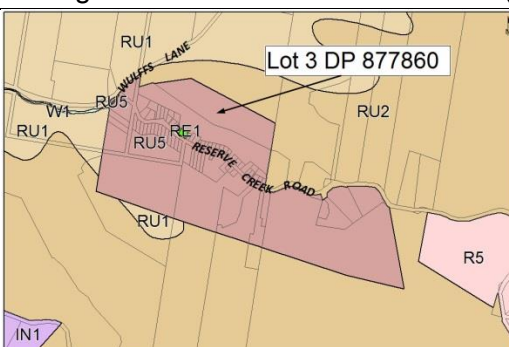 RU1
WULFFS LANE
Lot 3 DP 877860
W1
RU5
RU2
RU1
RE1
RU5
RESERVE CREEK ROAD
RU1
R5
IN1